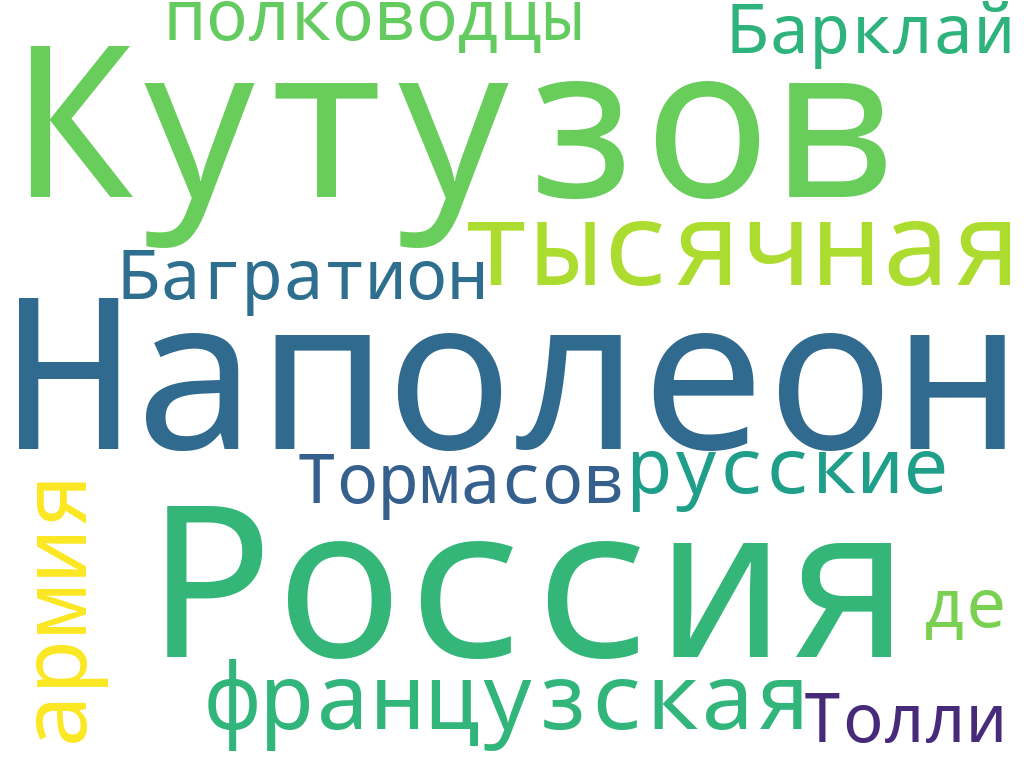 полководцы
Барклай
Кутузов
тысячная
Багратион
Наполеон
Тормасов
русские
армия
Россия
де
французская
Толли